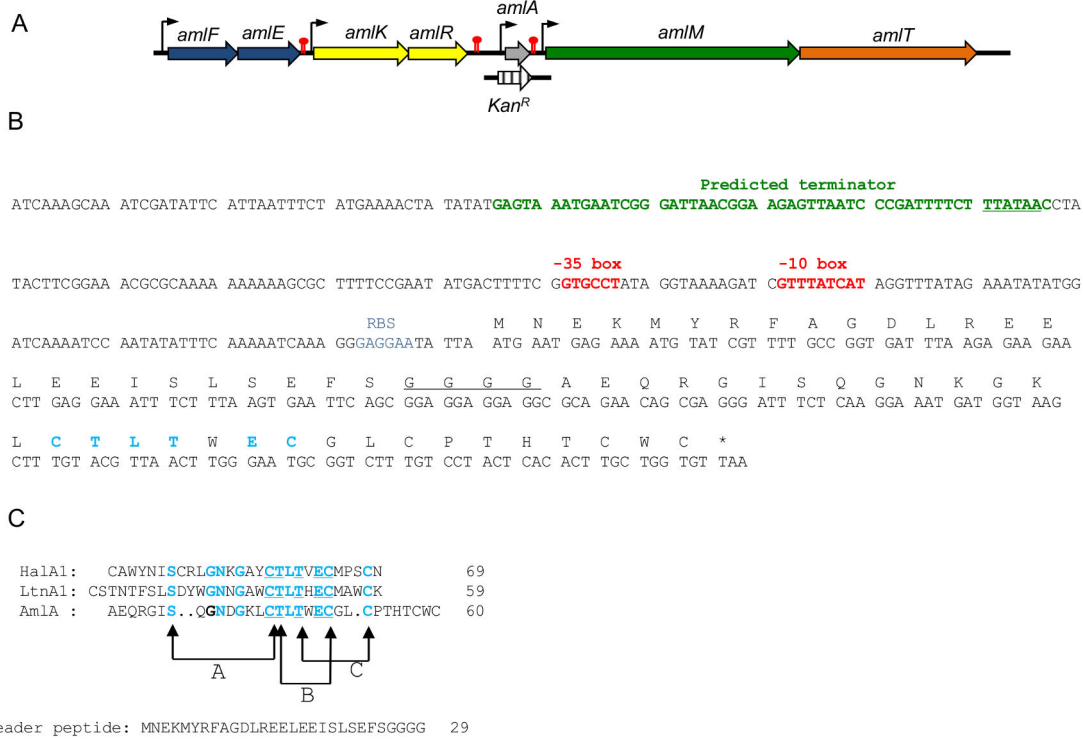 A
amlF amlE amlK amlR amlA amlM amlT
KanR
B
Predicted terminator
ATCAAAGCAA ATCGATATTC ATTAATTTCT ATGAAAACTA TATATGAGTA AATGAATCGG GATTAACGGA AGAGTTAATC CCGATTTTCT TTATAACCTA
-35 box -10 box
TACTTCGGAA ACGCGCAAAA AAAAAAGCGC TTTTCCGAAT ATGACTTTTC GGTGCCTATA GGTAAAAGAT CGTTTATCAT AGGTTTATAG AAATATATGG
RBS M N E K M Y R F A G D L R E E
ATCAAAATCC AATATATTTC AAAAATCAAA GGGAGGAATA TTA ATG AAT GAG AAA ATG TAT CGT TTT GCC GGT GAT TTA AGA GAA GAA
L E E I S L S E F S G G G G A E Q R G I S Q G N K G K
CTT GAG GAA ATT TCT TTA AGT GAA TTC AGC GGA GGA GGA GGC GCA GAA CAG CGA GGG ATT TCT CAA GGA AAT GAT GGT AAG
L C T L T W E C G L C P T H T C W C *
CTT TGT ACG TTA ACT TGG GAA TGC GGT CTT TGT CCT ACT CAC ACT TGC TGG TGT TAA
C
HalA1: CAWYNISCRLGNKGAYCTLTVECMPSCN 69
LtnA1: CSTNTFSLSDYWGNNGAWCTLTHECMAWCK 59
AmlA : AEQRGIS..QGNDGKLCTLTWECGL.CPTHTCWC 60
A C
B
eader peptide: MNEKMYRFAGDLREELEEISLSEFSGGGG 29